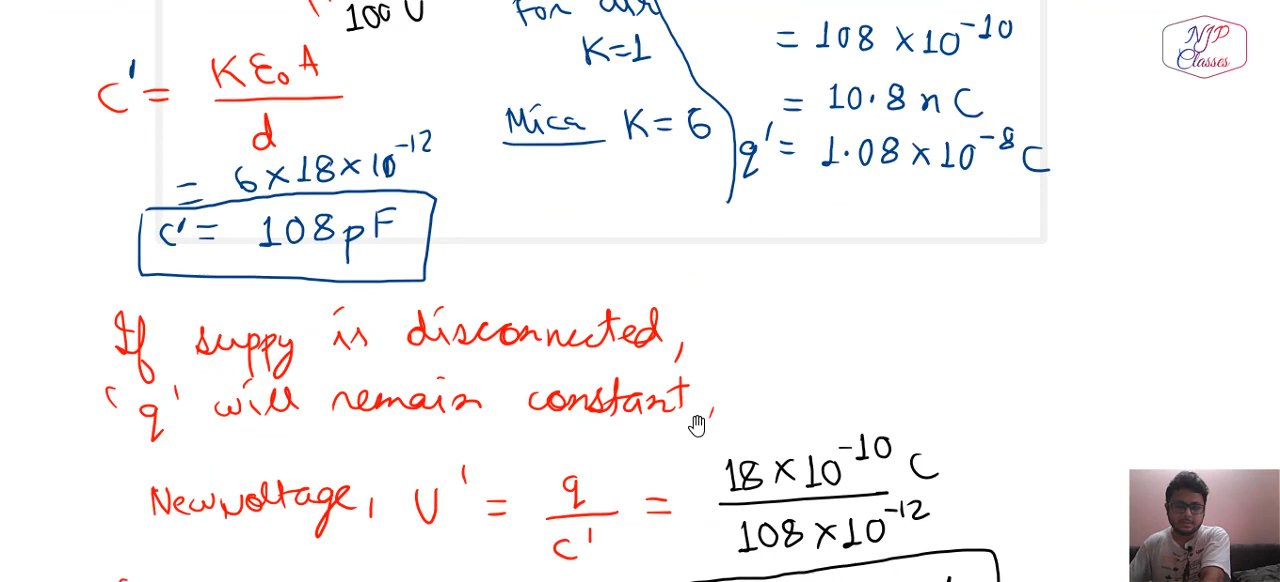 100 V
For air
K=1
Mica K = 6
= 108 × 10⁻¹⁰
= 10.8 n C
q' = 1.08 × 10⁻⁸ C
C' = Kε₀A / d
= 6 × 18 × 10⁻¹²
C' = 108 pF
If suppy is disconnected,
'q' will remain constant,
New voltage, V' = q / C' = 18 × 10⁻¹⁰ C / 108 × 10⁻¹²
NJP
Classes